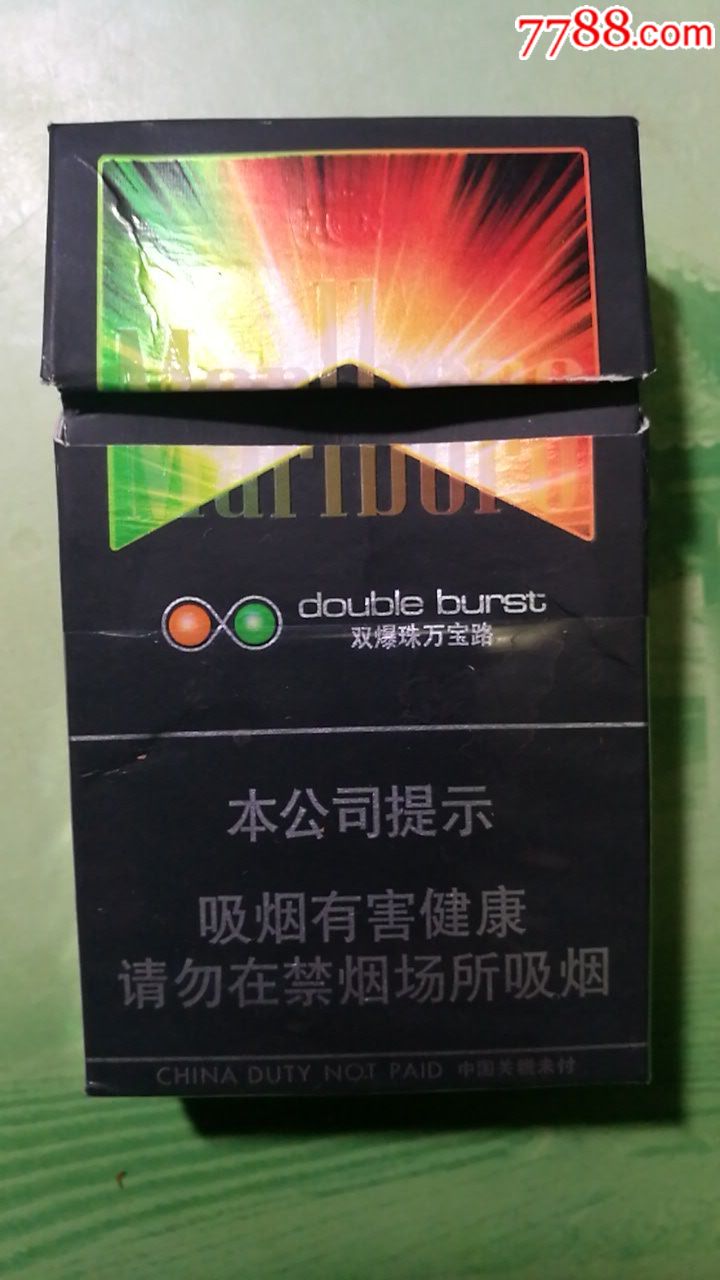 7788.com
Marlboro
double burst
双爆珠万宝路
本公司提示
吸烟有害健康
请勿在禁烟场所吸烟
CHINA DUTY NOT PAID 中国关税未付